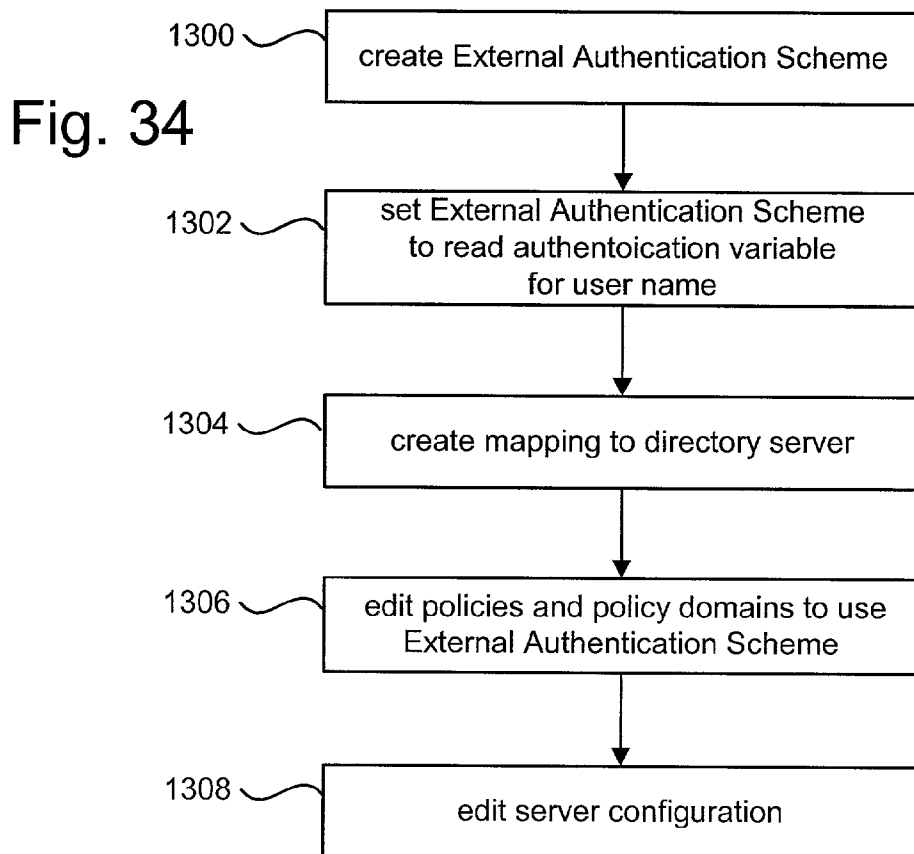 1300
create External Authentication Scheme
Fig. 34
1302
set External Authentication Scheme
to read authentoication variable
for user name
1304
create mapping to directory server
1306
edit policies and policy domains to use
External Authentication Scheme
1308
edit server configuration